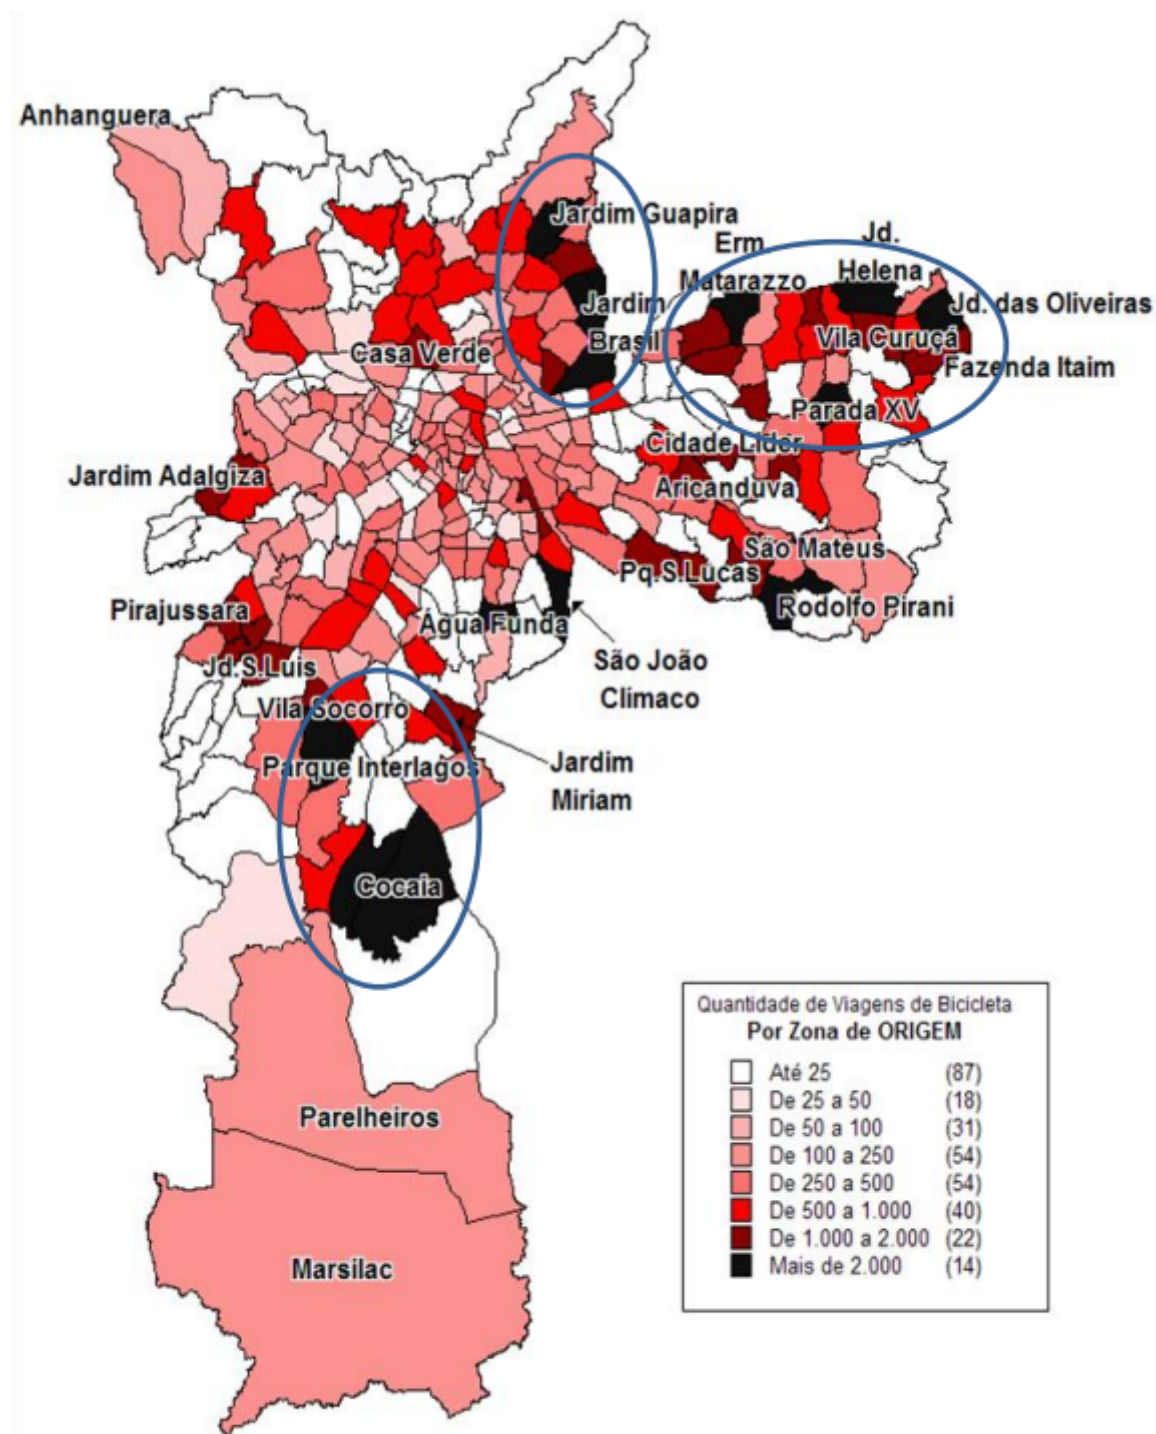 Anhanguera
Jardim Guapira
Erm
Jd.
Matarazzo
Helena
Jardim
Jd. das Oliveiras
Brasil
Vila Curuçá
Casa Verde
Fazenda Itaim
Parada XV
Cidade Líder
Jardim Adalgiza
Aricanduva
São Mateus
Pq.S.Lucas
Pirajussara
Rodolfo Pirani
Água Funda
Jd.S.Luis
São João
Climaco
Vila Socorro
Parque Interlagos
Jardim
Miriam
Cocaia
Parelheiros
Marsilac
Quantidade de Viagens de Bicicleta
Por Zona de ORIGEM
Até 25 (87)
De 25 a 50 (18)
De 50 a 100 (31)
De 100 a 250 (54)
De 250 a 500 (54)
De 500 a 1.000 (40)
De 1.000 a 2.000 (22)
Mais de 2.000 (14)